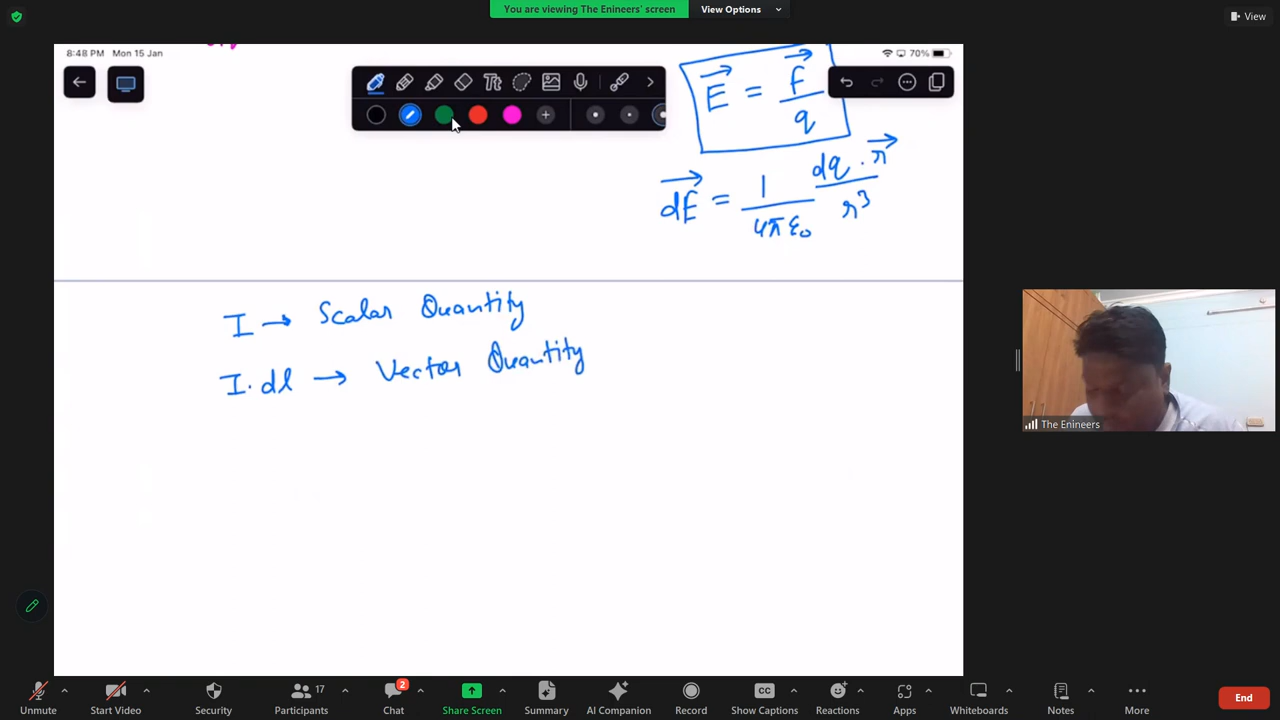 You are viewing The Enineers' screen
View Options
View
8:48 PM Mon 15 Jan
70%
E = F / q
dE = 1 / 4πε₀ dq · r / r³
I → Scalar Quantity
I · dl → Vector Quantity
The Enineers
Unmute
Start Video
Security
17
Participants
2
Chat
Share Screen
Summary
AI Companion
Record
CC
Show Captions
Reactions
Apps
Whiteboards
Notes
More
End